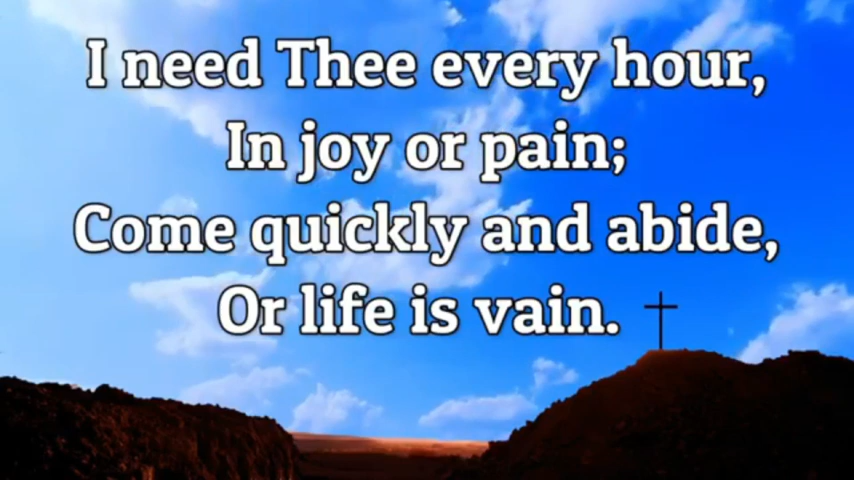 I need Thee every hour,
In joy or pain;
Come quickly and abide,
Or life is vain.